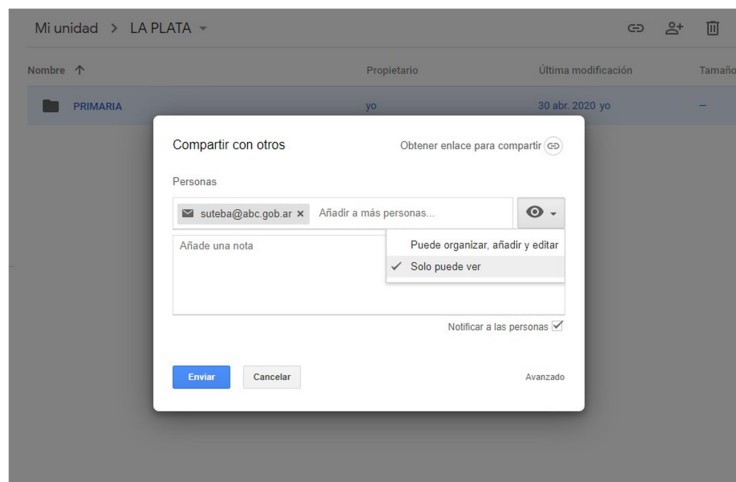 Mi unidad > LA PLATA
Nombre ↑ Propietario Última modificación Tamaño
PRIMARIA yo 30 abr. 2020 yo –
Compartir con otros Obtener enlace para compartir
Personas
suteba@abc.gob.ar × Añadir a más personas...
Añade una nota
Puede organizar, añadir y editar
✓ Solo puede ver
Notificar a las personas
Enviar Cancelar Avanzado